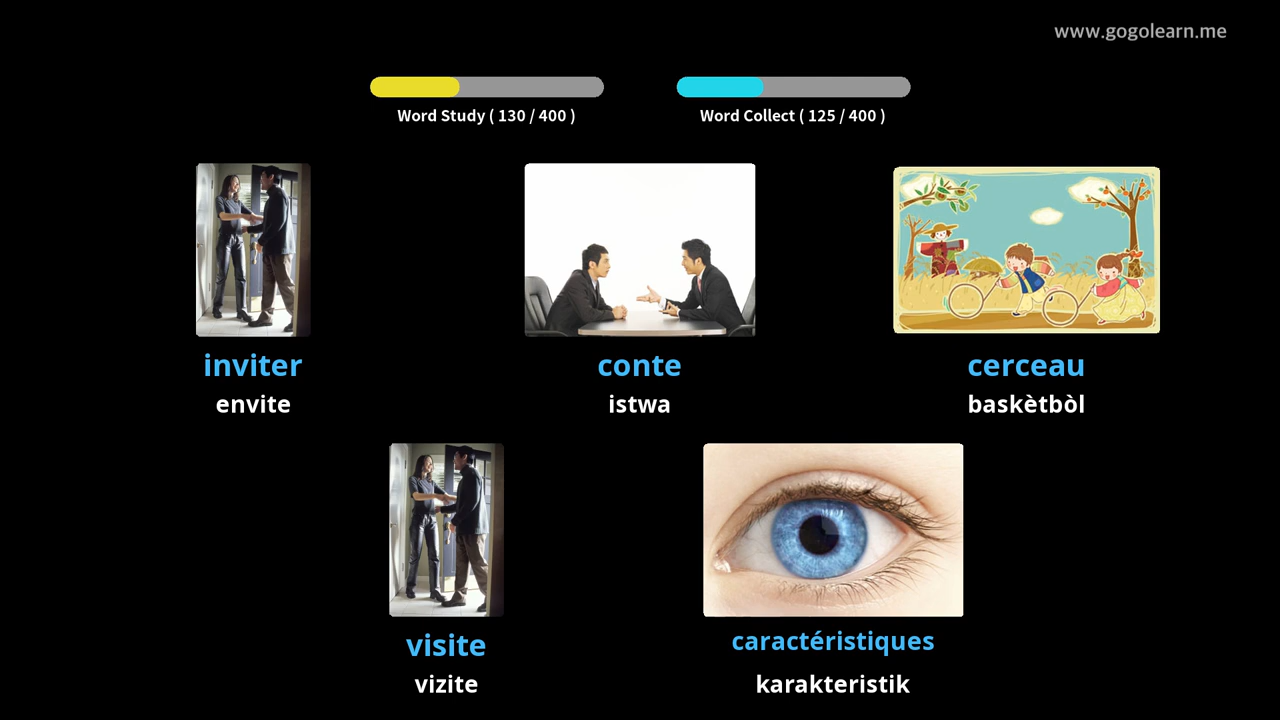 www.gogolearn.me
Word Study ( 130 / 400 )
Word Collect ( 125 / 400 )
inviter
envite
conte
istwa
cerceau
baskètbòl
visite
vizite
caractéristiques
karakteristik